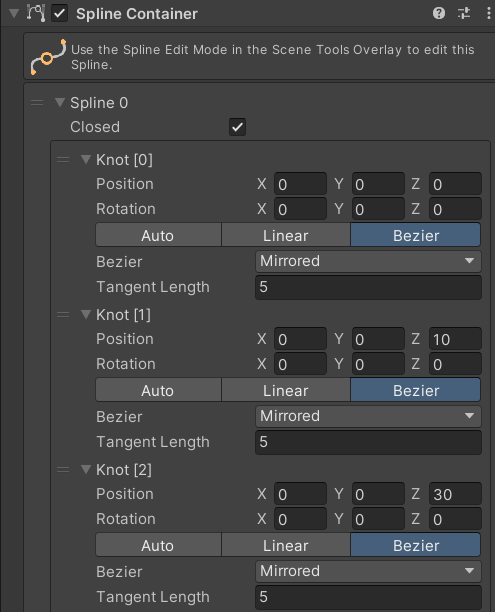 Spline Container
Use the Spline Edit Mode in the Scene Tools Overlay to edit this
Spline.
Spline 0
Closed
Knot [0]
Position X 0 Y 0 Z 0
Rotation X 0 Y 0 Z 0
Auto Linear Bezier
Bezier Mirrored
Tangent Length 5
Knot [1]
Position X 0 Y 0 Z 10
Rotation X 0 Y 0 Z 0
Auto Linear Bezier
Bezier Mirrored
Tangent Length 5
Knot [2]
Position X 0 Y 0 Z 30
Rotation X 0 Y 0 Z 0
Auto Linear Bezier
Bezier Mirrored
Tangent Length 5